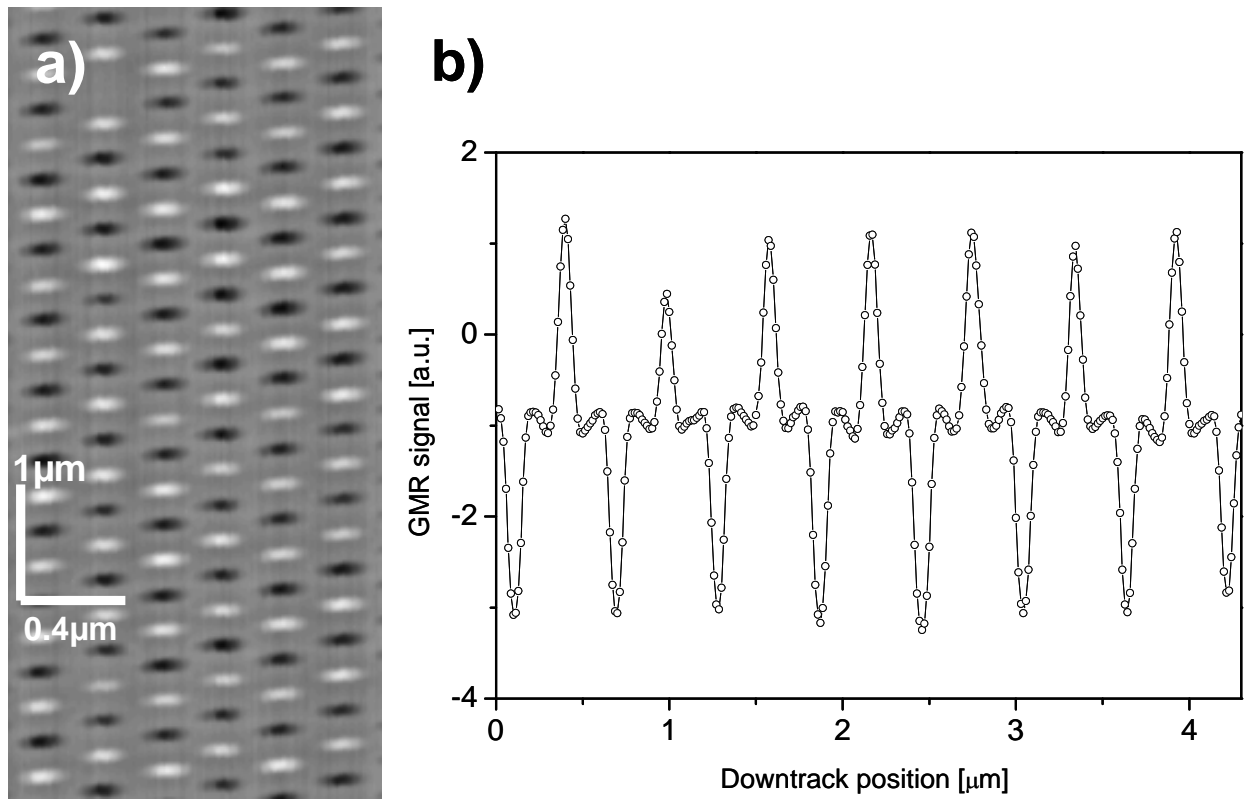 a)
1μm
0.4μm
b)
GMR signal [a.u.]
2
0
-2
-4
0 1 2 3 4
Downtrack position [μm]